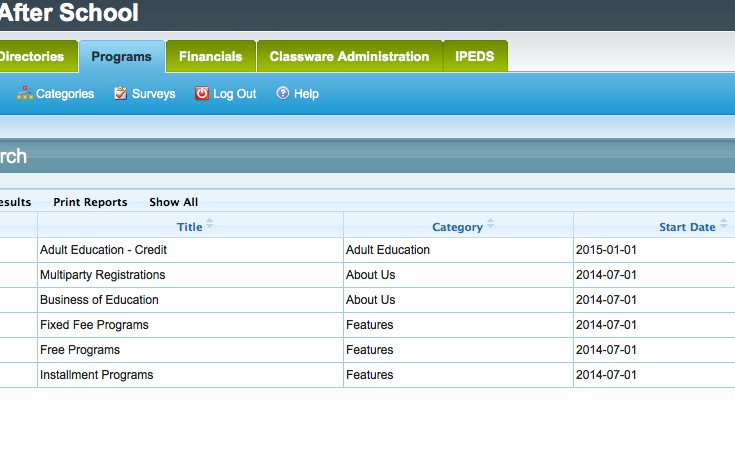 After School
Directories Programs Financials Classware Administration IPEDS
Categories Surveys Log Out Help
rch
esults Print Reports Show All
Title Category Start Date
Adult Education - Credit Adult Education 2015-01-01
Multiparty Registrations About Us 2014-07-01
Business of Education About Us 2014-07-01
Fixed Fee Programs Features 2014-07-01
Free Programs Features 2014-07-01
Installment Programs Features 2014-07-01